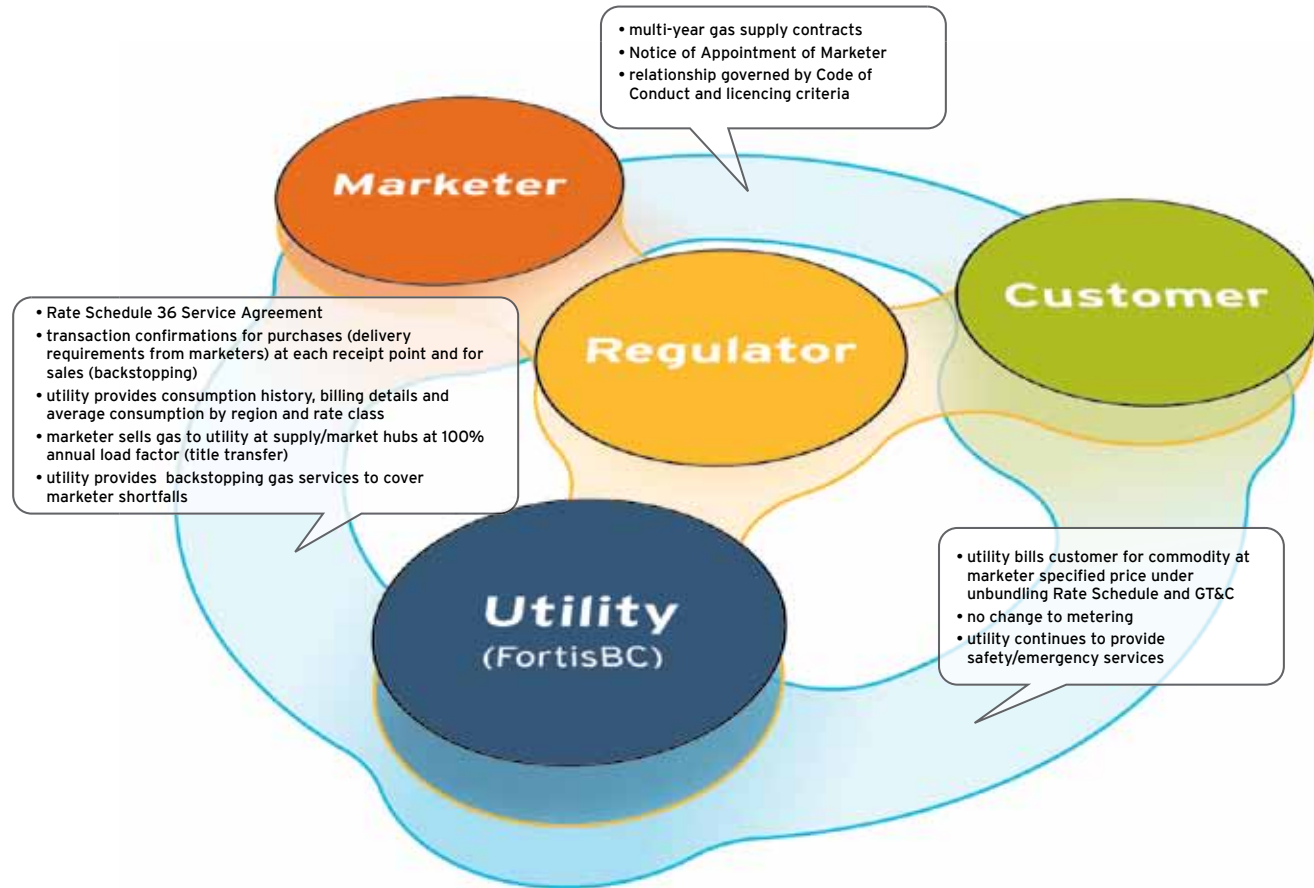 • multi-year gas supply contracts
• Notice of Appointment of Marketer
• relationship governed by Code of
Conduct and licencing criteria
Marketer
Customer
Regulator
• Rate Schedule 36 Service Agreement
• transaction confirmations for purchases (delivery
requirements from marketers) at each receipt point and for
sales (backstopping)
• utility provides consumption history, billing details and
average consumption by region and rate class
• marketer sells gas to utility at supply/market hubs at 100%
annual load factor (title transfer)
• utility provides backstopping gas services to cover
marketer shortfalls
Utility
(FortisBC)
• utility bills customer for commodity at
marketer specified price under
unbundling Rate Schedule and GT&C
• no change to metering
• utility continues to provide
safety/emergency services